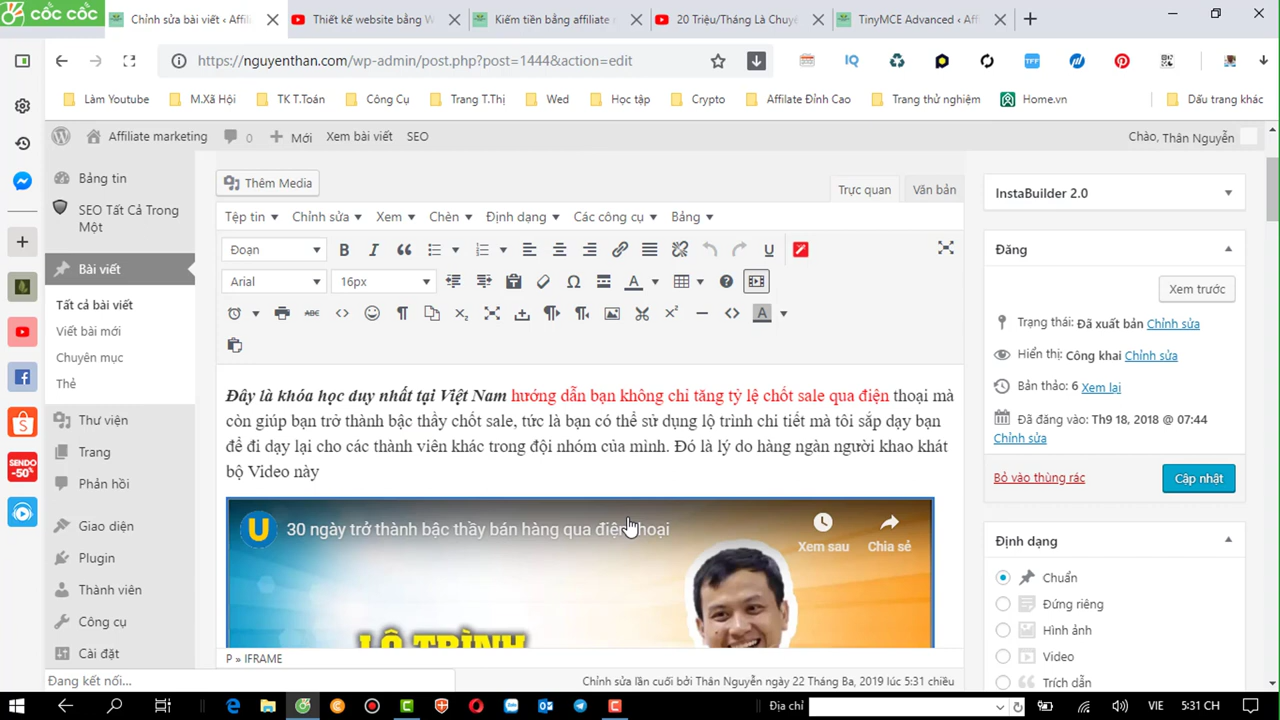 cốc cốc
Chỉnh sửa bài viết ‹ Affili
Thiết kế website bằng W
Kiếm tiền bằng affiliate m
20 Triệu/Tháng Là Chuyệ
TinyMCE Advanced ‹ Affi
https://nguyenthan.com/wp-admin/post.php?post=1444&action=edit
Làm Youtube
M.Xã Hội
TK T.Toán
Công Cụ
Trang T.Thị
Wed
Học tập
Crypto
Affilate Đỉnh Cao
Trang thử nghiệm
Home.vn
Dấu trang khác
Affiliate marketing
0
Mới
Xem bài viết
SEO
Chào, Thân Nguyễn
Bảng tin
SEO Tất Cả Trong
Một
Bài viết
Tất cả bài viết
Viết bài mới
Chuyên mục
Thẻ
Thư viện
Trang
Phản hồi
Giao diện
Plugin
Thành viên
Công cụ
Cài đặt
Đang kết nối...
SENDO
-50%
Thêm Media
Trực quan
Văn bản
Tệp tin
Chỉnh sửa
Xem
Chèn
Định dạng
Các công cụ
Bảng
Đoạn
Arial
16px
Đây là khóa học duy nhất tại Việt Nam hướng dẫn bạn không chỉ tăng tỷ lệ chốt sale qua điện thoại mà
còn giúp bạn trở thành bậc thầy chốt sale, tức là bạn có thể sử dụng lộ trình chi tiết mà tôi sắp dạy bạn
để đi dạy lại cho các thành viên khác trong đội nhóm của mình. Đó là lý do hàng ngàn người khao khát
bộ Video này
U
30 ngày trở thành bậc thầy bán hàng qua điện thoại
Xem sau
Chia sẻ
LỘ TRÌNH
P » IFRAME
Chỉnh sửa lần cuối bởi Thân Nguyễn ngày 22 Tháng Ba, 2019 lúc 5:31 chiều
InstaBuilder 2.0
Đăng
Xem trước
Trạng thái: Đã xuất bản Chỉnh sửa
Hiển thị: Công khai Chỉnh sửa
Bản thảo: 6 Xem lại
Đã đăng vào: Th9 18, 2018 @ 07:44
Chỉnh sửa
Bỏ vào thùng rác
Cập nhật
Định dạng
Chuẩn
Đứng riêng
Hình ảnh
Video
Trích dẫn
Địa chỉ
VIE
5:31 CH